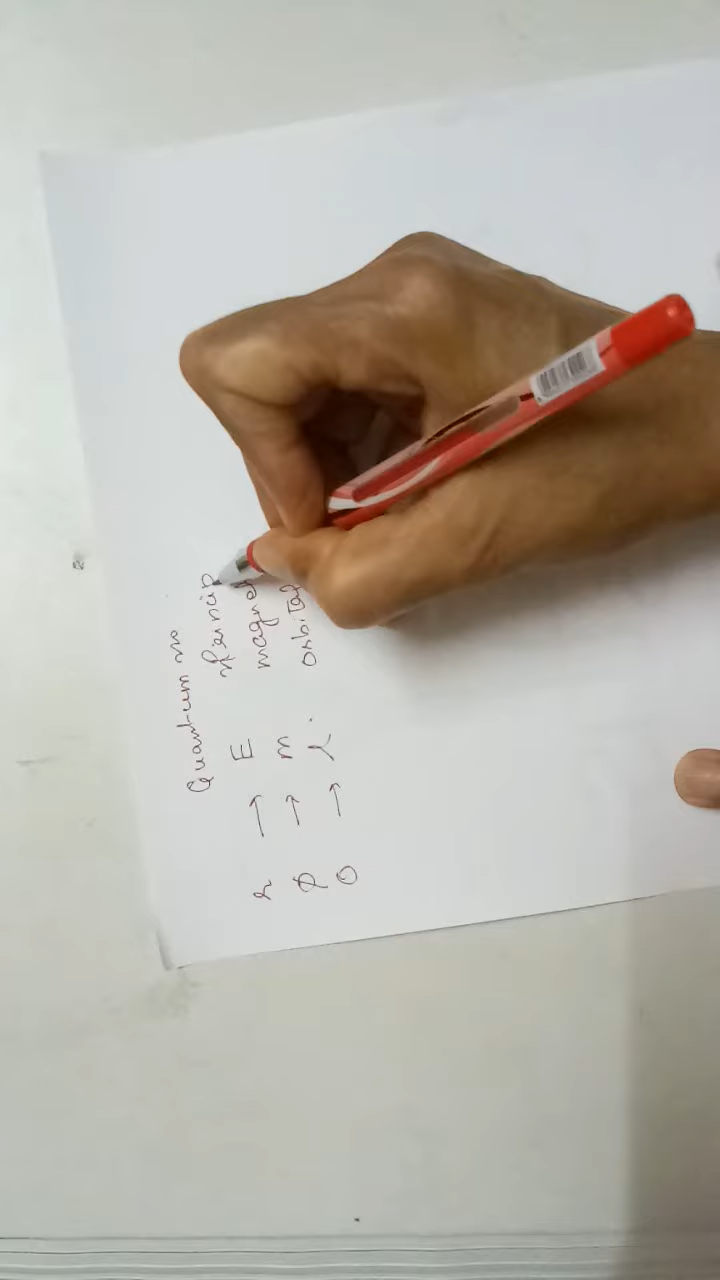 Quantum no
r → E princip
φ → m magnet
θ → l. orbital